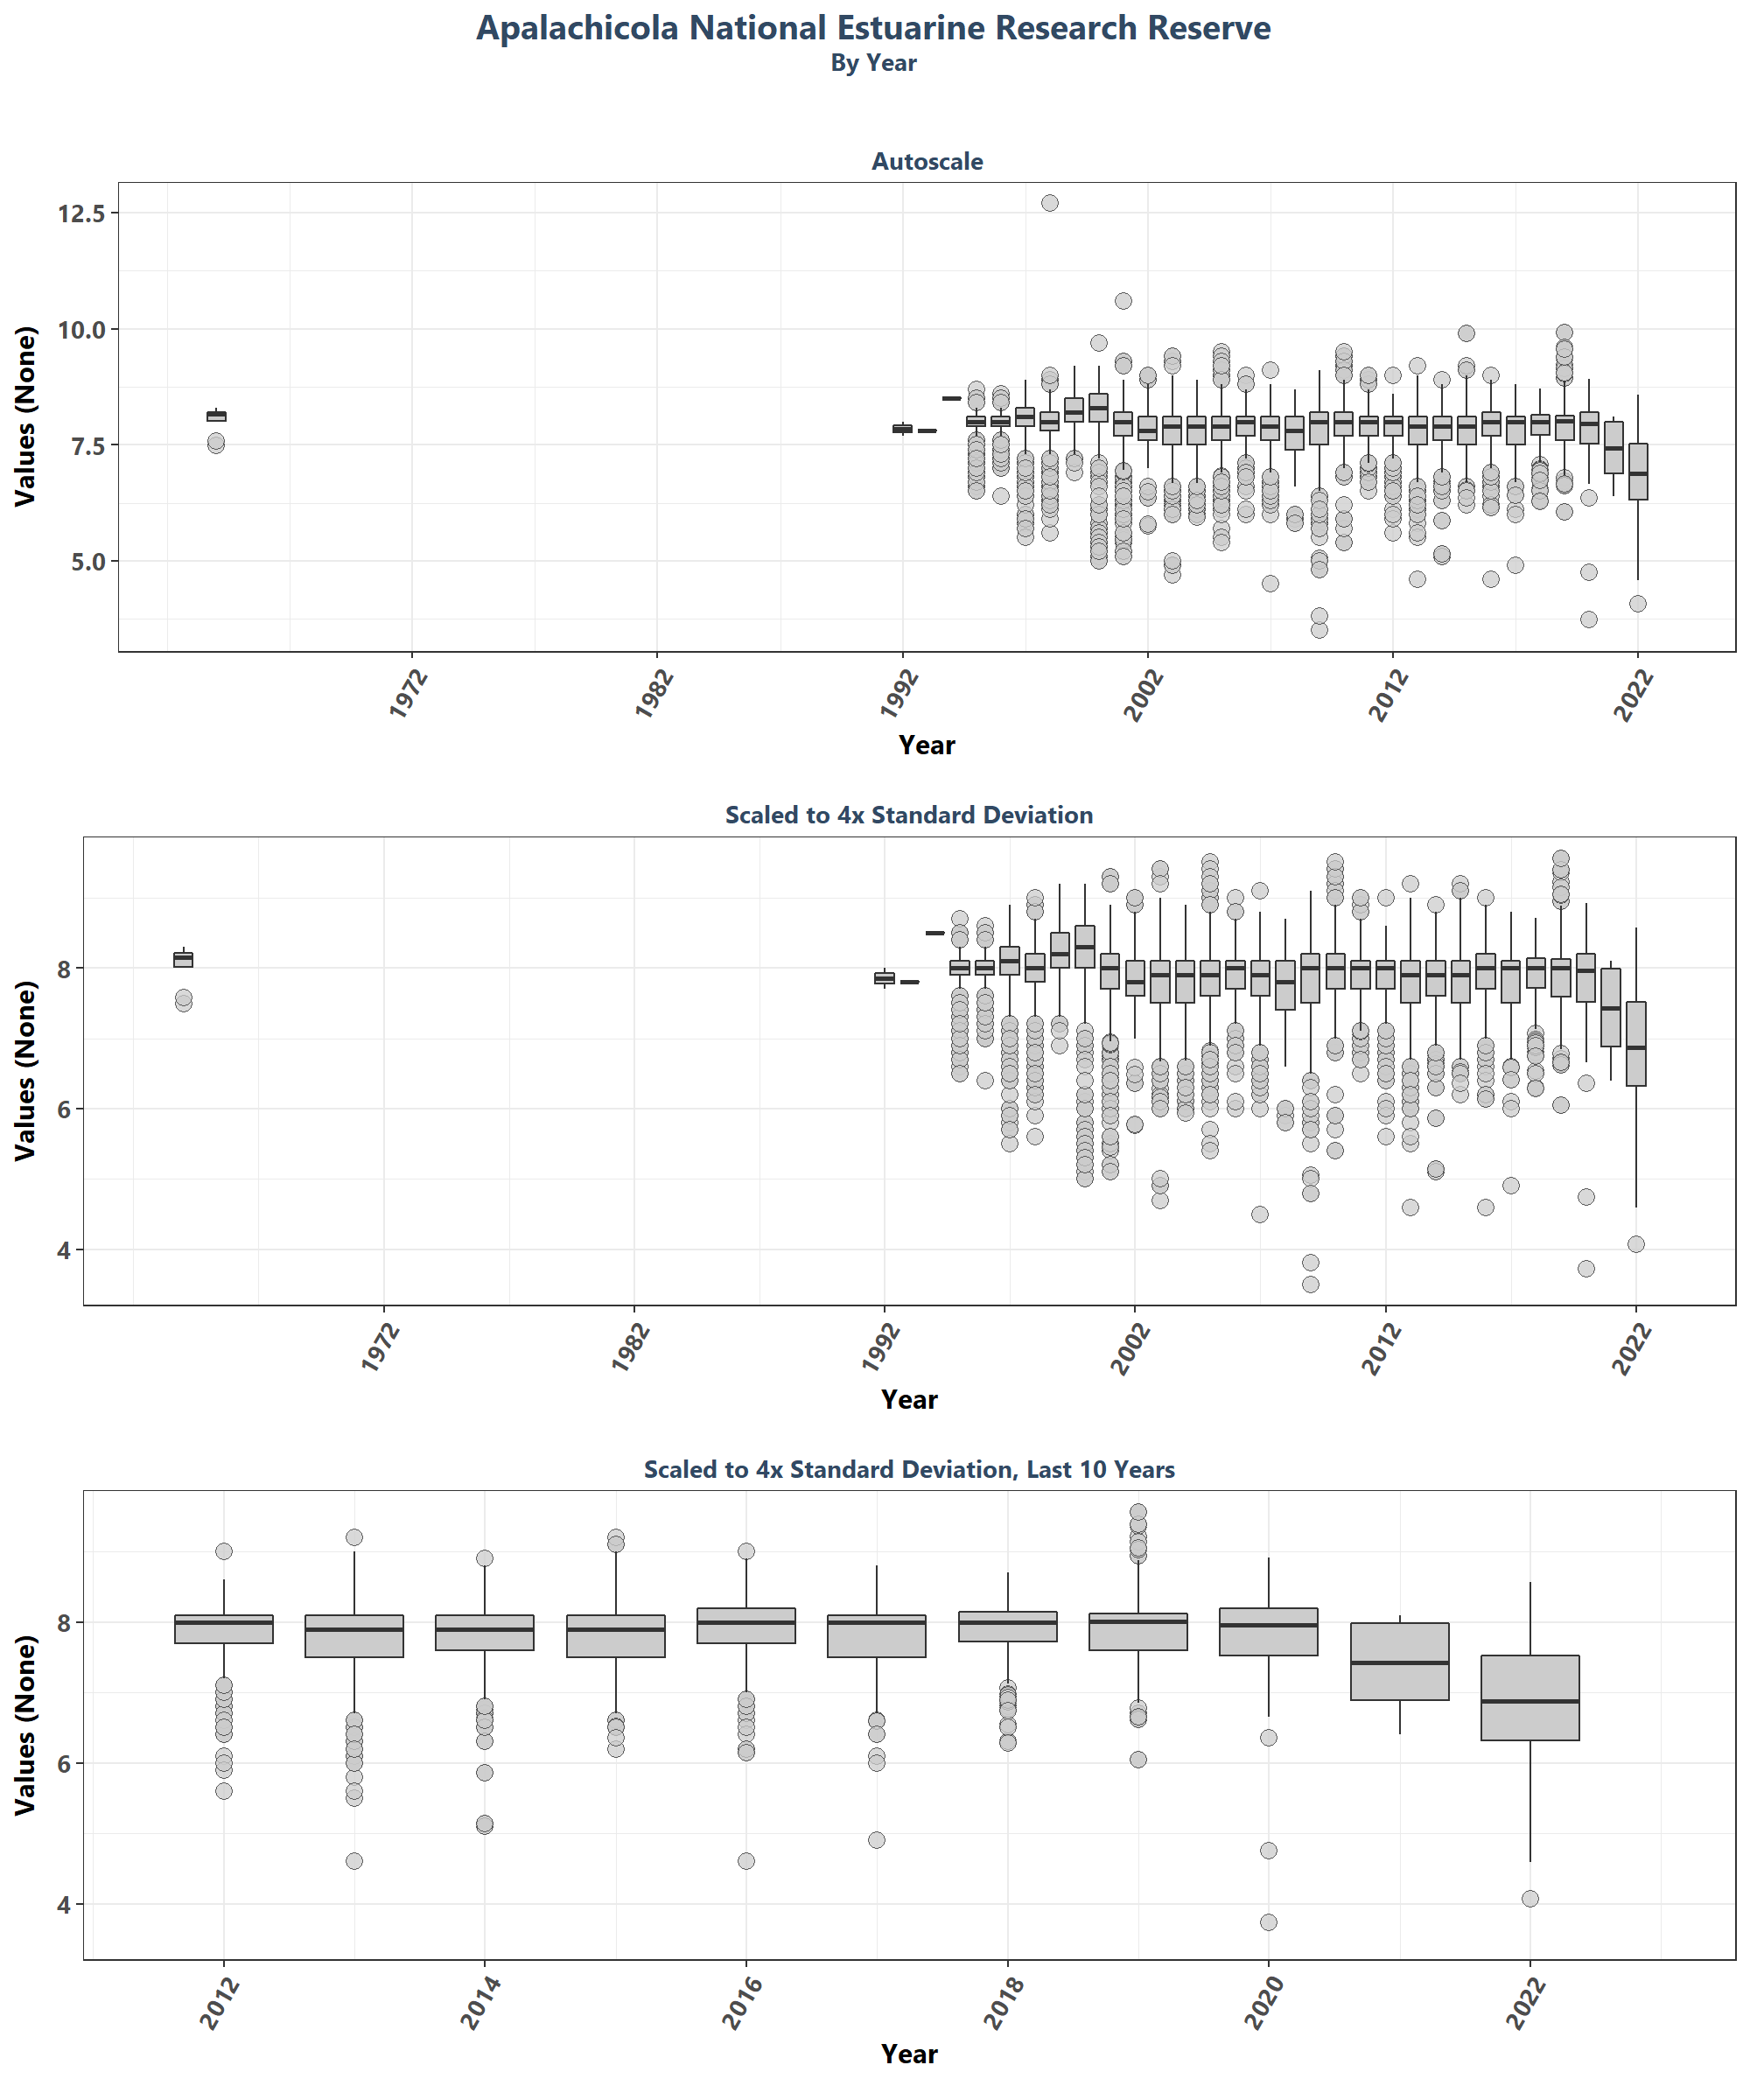 Apalachicola National Estuarine Research Reserve
By Year
Autoscale
Values (None)
12.5
10.0
7.5
5.0
1972 1982 1992 2002 2012 2022
Year
Scaled to 4x Standard Deviation
Values (None)
8
6
4
1972 1982 1992 2002 2012 2022
Year
Scaled to 4x Standard Deviation, Last 10 Years
Values (None)
8
6
4
2012 2014 2016 2018 2020 2022
Year